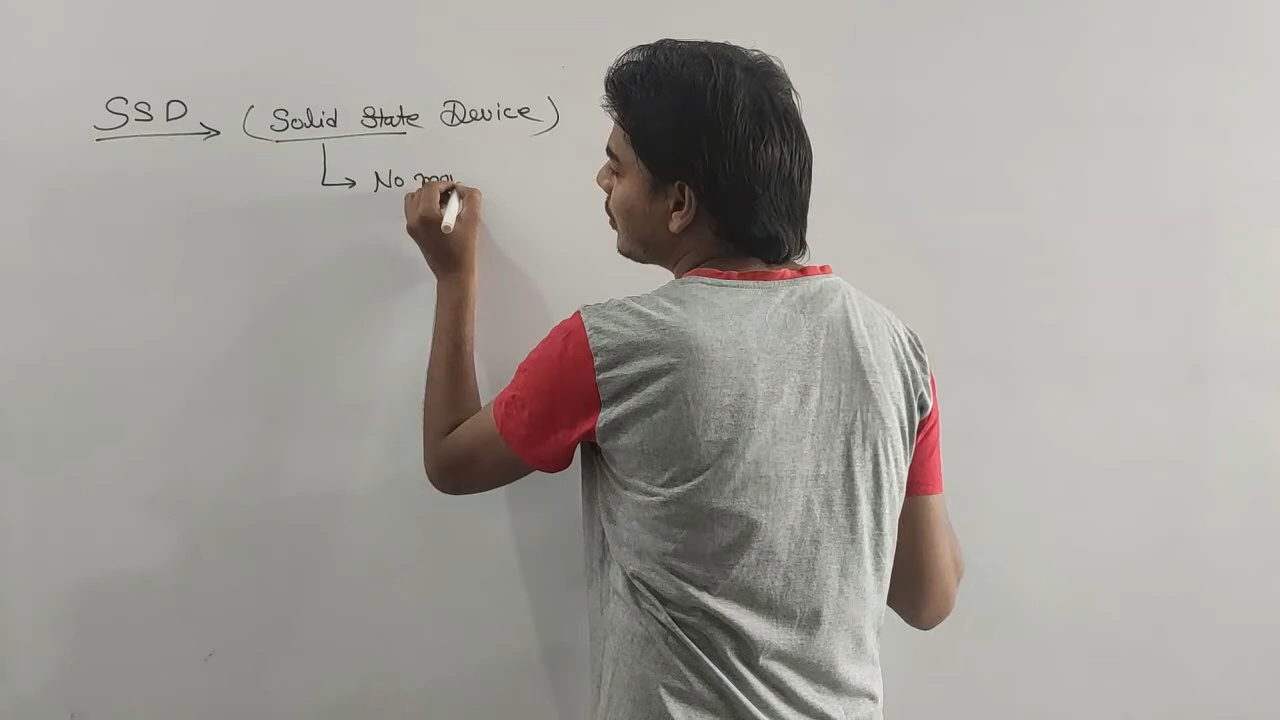 SSD → (Solid State Device)
↳ No